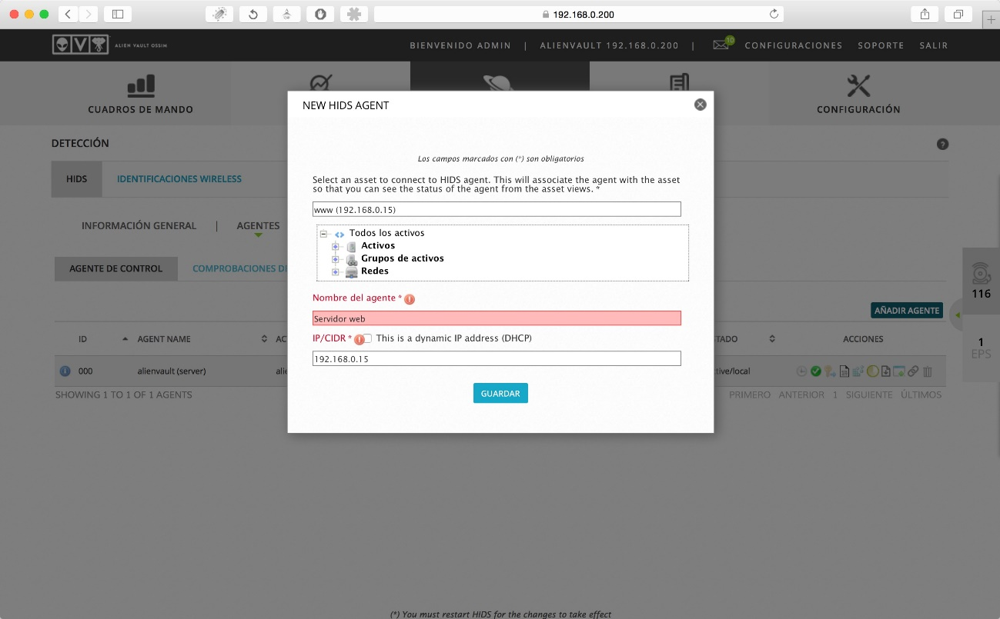 192.168.0.200
ALIEN VAULT OSSIM
BIENVENIDO ADMIN | ALIENVAULT 192.168.0.200 | 10 CONFIGURACIONES SOPORTE SALIR
CUADROS DE MANDO
CONFIGURACIÓN
NEW HIDS AGENT
DETECCIÓN
HIDS
IDENTIFICACIONES WIRELESS
INFORMACIÓN GENERAL | AGENTES
AGENTE DE CONTROL
COMPROBACIONES DE
Los campos marcados con (*) son obligatorios
Select an asset to connect to HIDS agent. This will associate the agent with the asset
so that you can see the status of the agent from the asset views. *
www (192.168.0.15)
Todos los activos
Activos
Grupos de activos
Redes
Nombre del agente *
Servidor web
IP/CIDR * This is a dynamic IP address (DHCP)
192.168.0.15
GUARDAR
116
1
EPS
AÑADIR AGENTE
ID AGENT NAME AC TADO ACCIONES
000 alienvault (server) ali tive/local
SHOWING 1 TO 1 OF 1 AGENTS
PRIMERO ANTERIOR 1 SIGUIENTE ÚLTIMOS
(*) You must restart HIDS for the changes to take effect